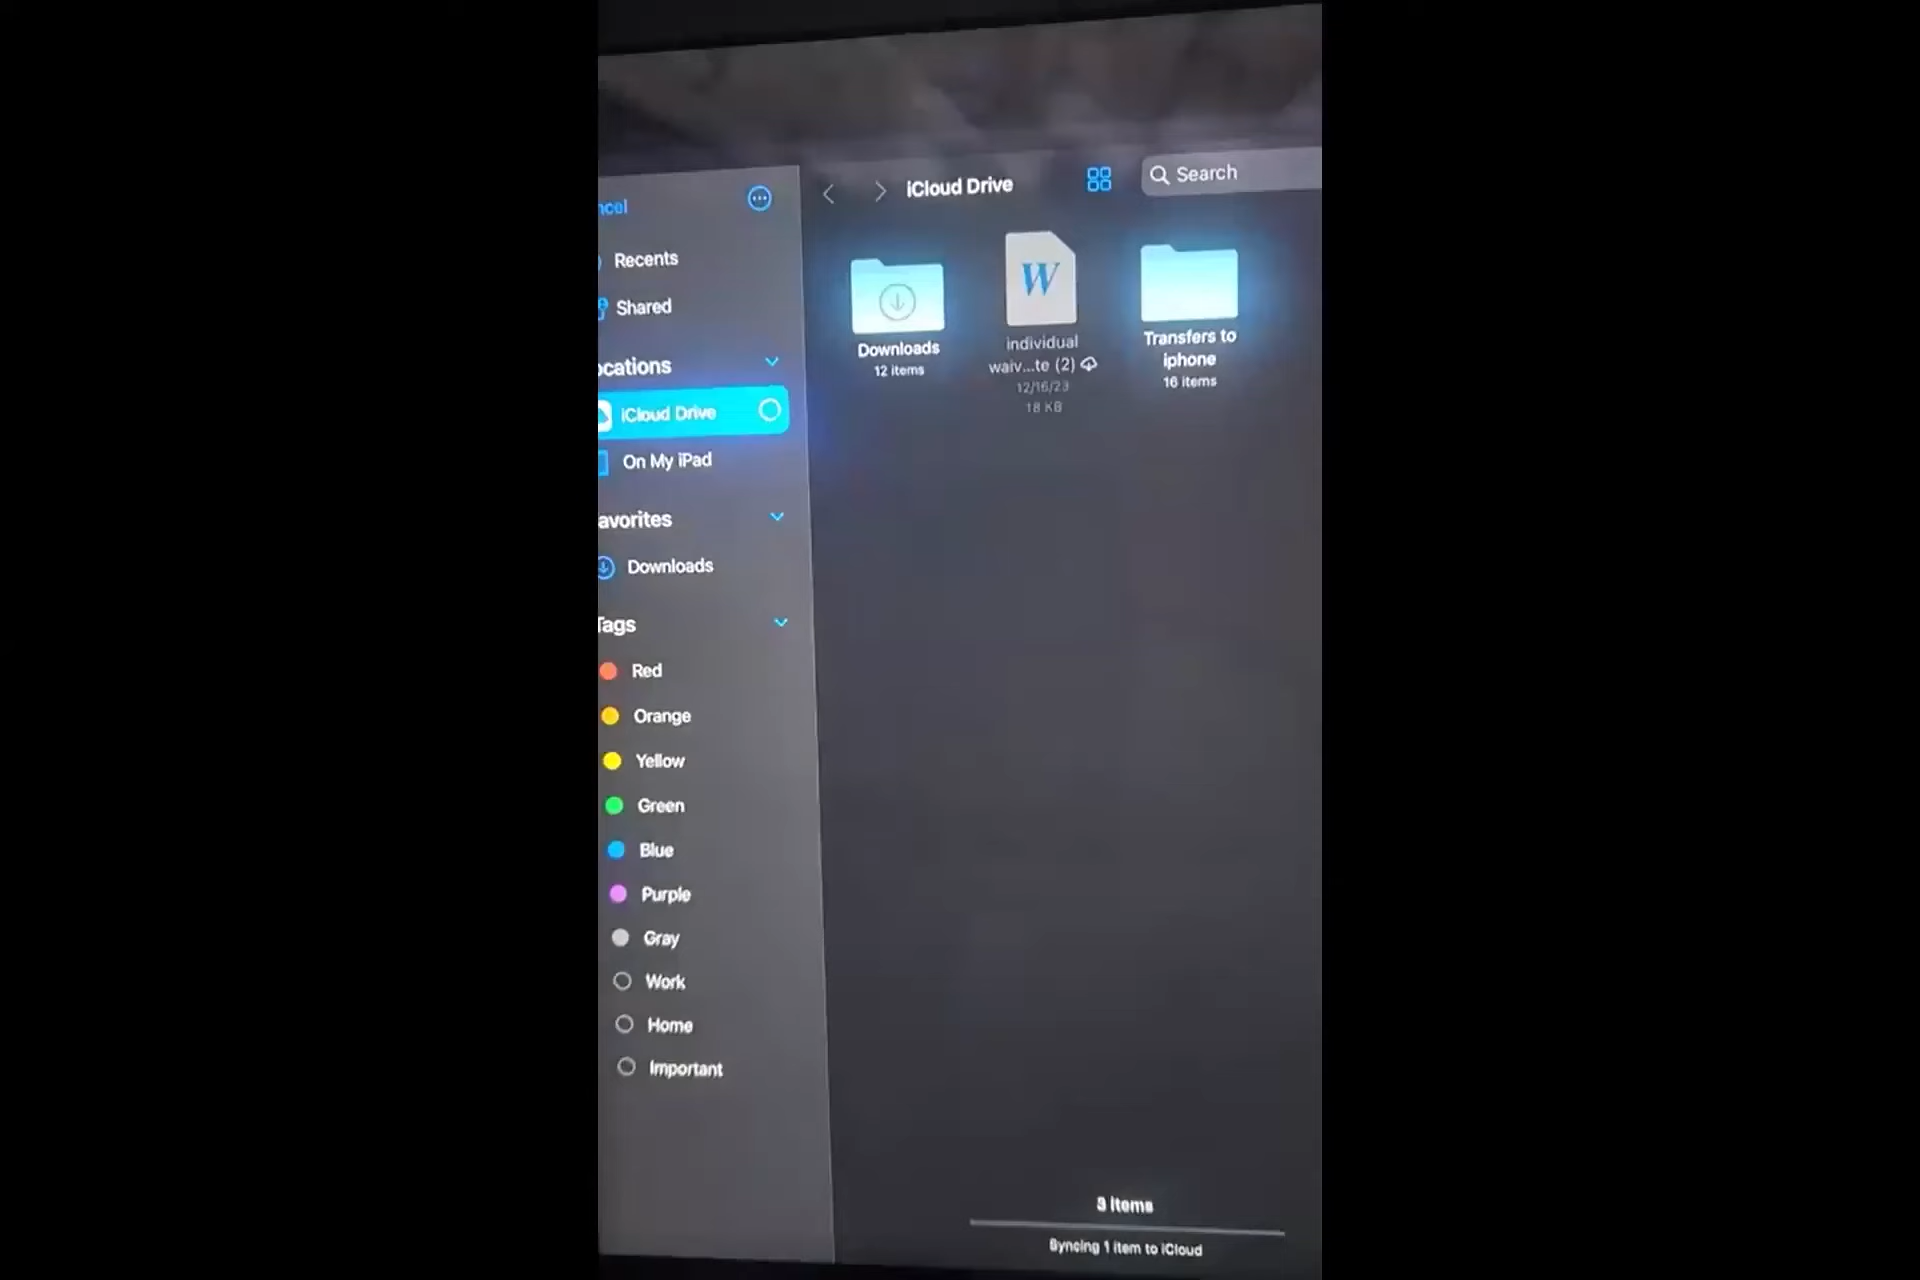 ncel
Recents
Shared
ocations
iCloud Drive
On My iPad
avorites
Downloads
Tags
Red
Orange
Yellow
Green
Blue
Purple
Gray
Work
Home
Important
iCloud Drive
Search
Downloads
12 items
W
individual
waiv...te (2)
12/16/23
18 KB
Transfers to
iphone
16 items
3 items
Syncing 1 item to iCloud